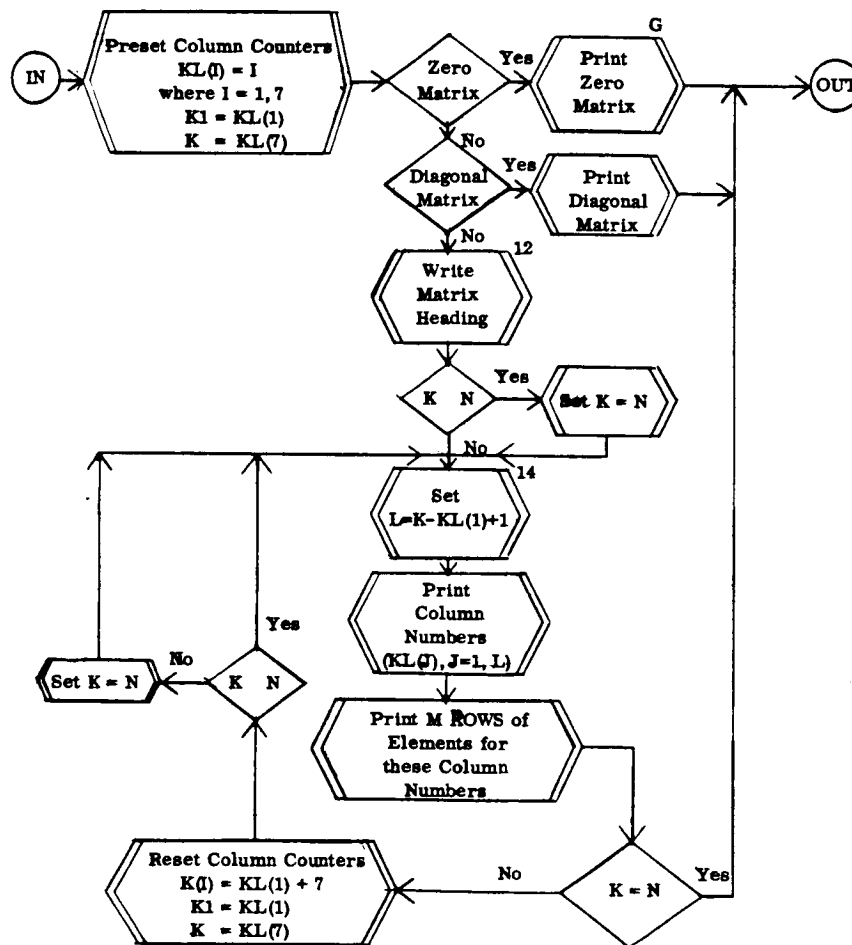 G
IN
Preset Column Counters
KL(I) = I
where I = 1, 7
K1 = KL(1)
K = KL(7)
Zero
Matrix
Yes
Print
Zero
Matrix
OUT
No
Diagonal
Matrix
Yes
Print
Diagonal
Matrix
No
12
Write
Matrix
Heading
K N
Yes
Set K = N
No
14
Set
L=K-KL(1)+1
Print
Column
Numbers
(KL(J), J=1, L)
Yes
No
K N
Set K = N
Print M ROWS of
Elements for
these Column
Numbers
Reset Column Counters
K(I) = KL(1) + 7
K1 = KL(1)
K = KL(7)
No
K = N
Yes